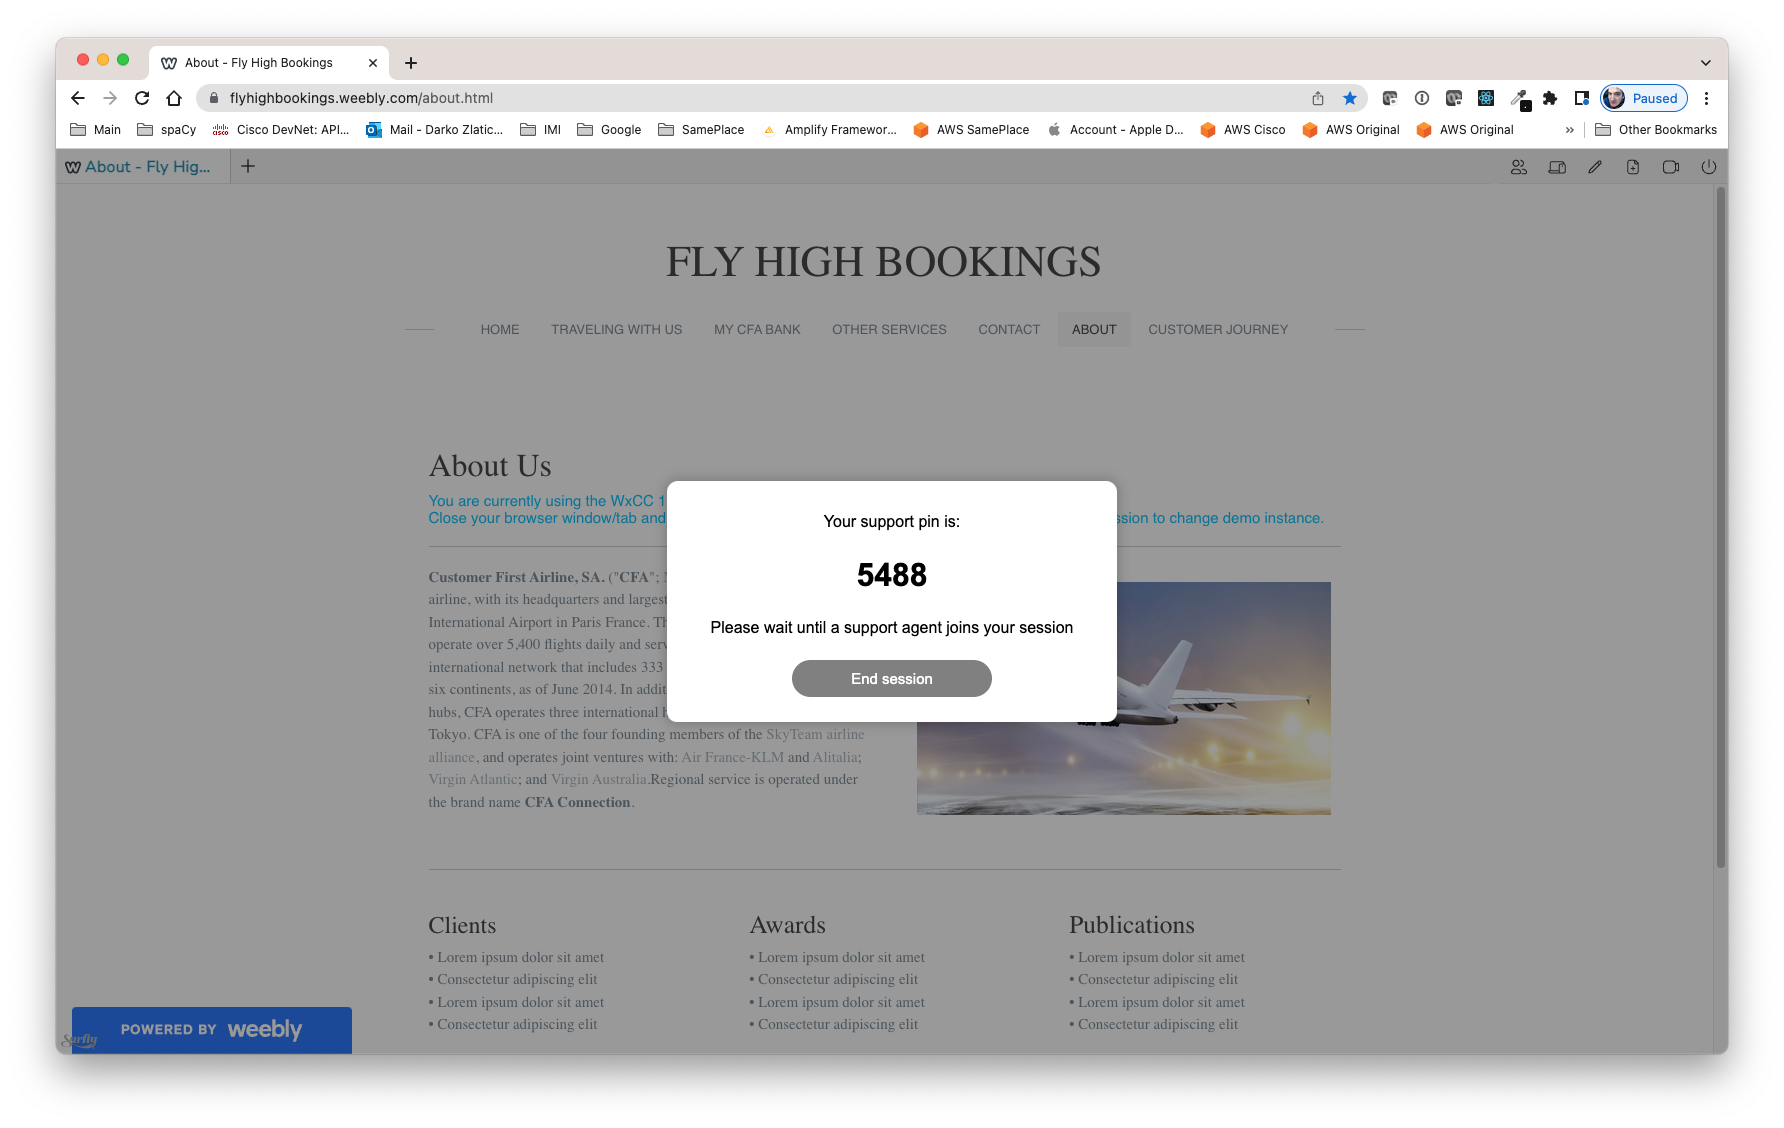 About - Fly High Bookings
flyhighbookings.weebly.com/about.html
Paused
Main
spaCy
Cisco DevNet: API...
Mail - Darko Zlatic...
IMI
Google
SamePlace
Amplify Framewor...
AWS SamePlace
Account - Apple D...
AWS Cisco
AWS Original
AWS Original
Other Bookmarks
About - Fly Hig...
FLY HIGH BOOKINGS
HOME
TRAVELING WITH US
MY CFA BANK
OTHER SERVICES
CONTACT
ABOUT
CUSTOMER JOURNEY
About Us
You are currently using the WxCC 1
Close your browser window/tab and
ssion to change demo instance.
Your support pin is:
5488
Please wait until a support agent joins your session
End session
Customer First Airline, SA. ("CFA";
airline, with its headquarters and largest
International Airport in Paris France.
operate over 5,400 flights daily and serv
international network that includes 333
six continents, as of June 2014. In addit
hubs, CFA operates three international
Tokyo. CFA is one of the four founding members of the SkyTeam airline
alliance, and operates joint ventures with: Air France-KLM and Alitalia;
Virgin Atlantic; and Virgin Australia.Regional service is operated under
the brand name CFA Connection.
Clients
• Lorem ipsum dolor sit amet
• Consectetur adipiscing elit
• Lorem ipsum dolor sit amet
• Consectetur adipiscing elit
Awards
• Lorem ipsum dolor sit amet
• Consectetur adipiscing elit
• Lorem ipsum dolor sit amet
• Consectetur adipiscing elit
Publications
• Lorem ipsum dolor sit amet
• Consectetur adipiscing elit
• Lorem ipsum dolor sit amet
• Consectetur adipiscing elit
POWERED BY weebly
Surfly